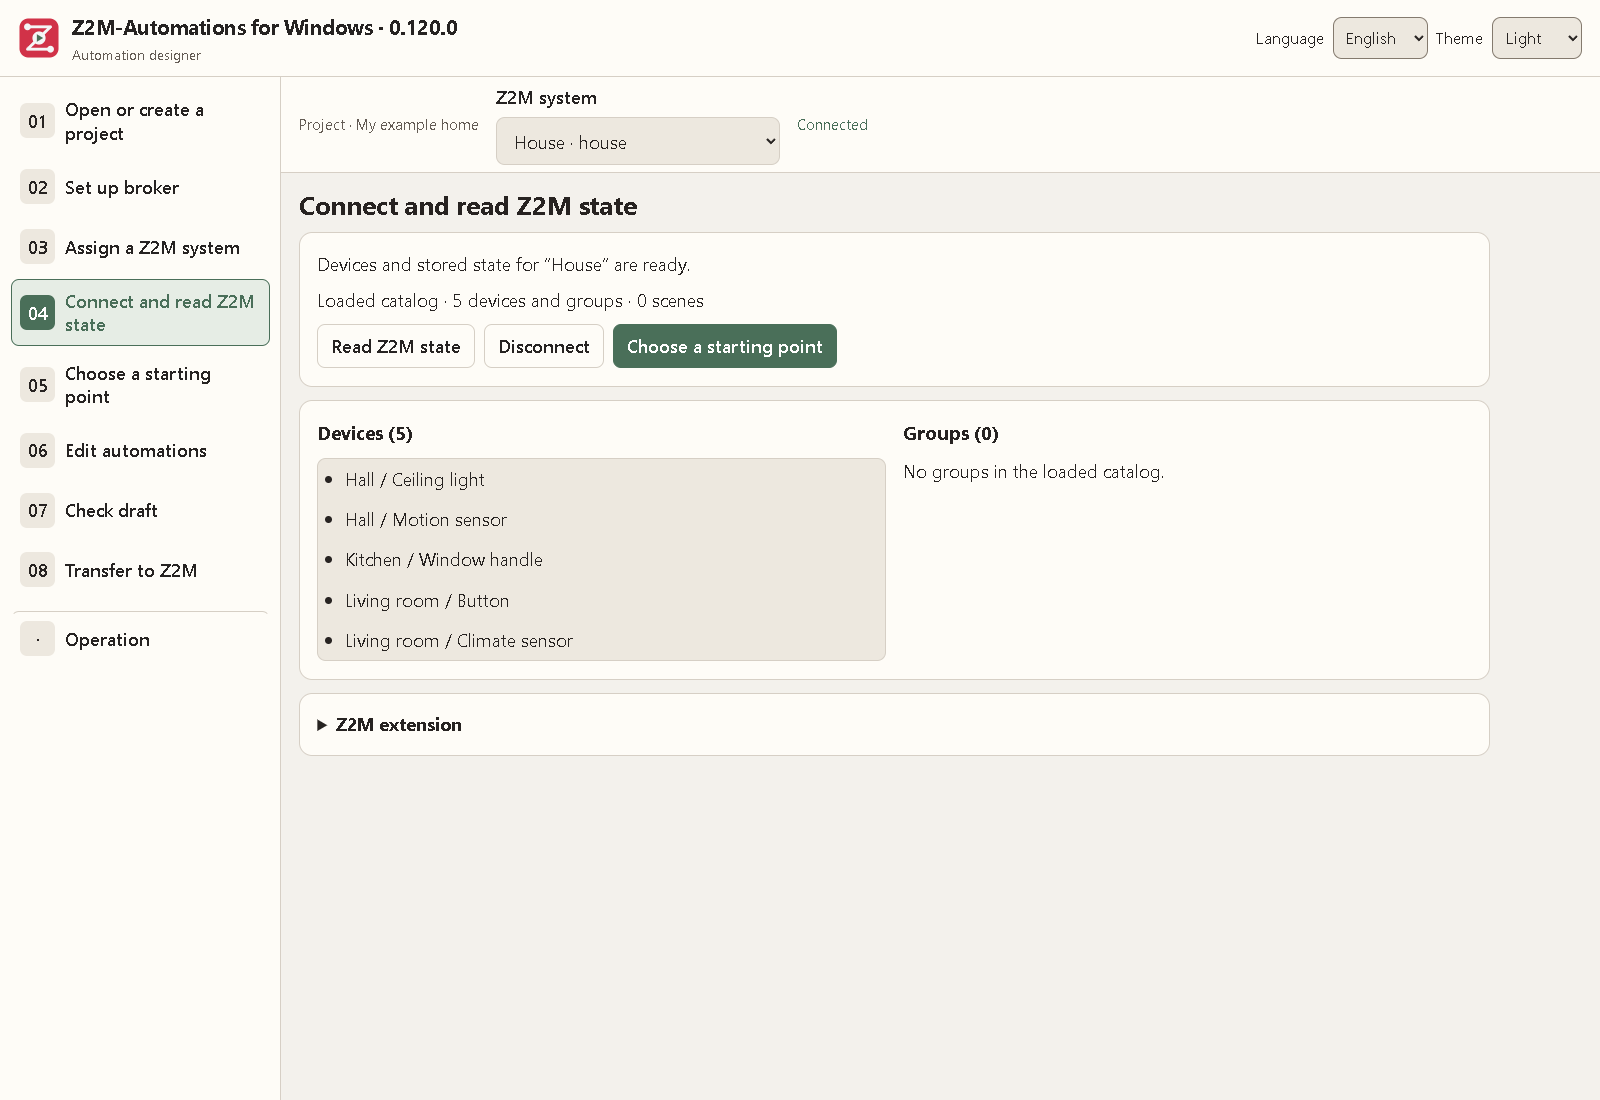 Z2M-Automations for Windows · 0.120.0
Automation designer
Language
English
Theme
Light
01
Open or create a
project
02
Set up broker
03
Assign a Z2M system
04
Connect and read Z2M
state
05
Choose a starting
point
06
Edit automations
07
Check draft
08
Transfer to Z2M
·
Operation
Project · My example home
Z2M system
House · house
Connected
Connect and read Z2M state
Devices and stored state for “House” are ready.
Loaded catalog · 5 devices and groups · 0 scenes
Read Z2M state
Disconnect
Choose a starting point
Devices (5)
Hall / Ceiling light
Hall / Motion sensor
Kitchen / Window handle
Living room / Button
Living room / Climate sensor
Groups (0)
No groups in the loaded catalog.
Z2M extension